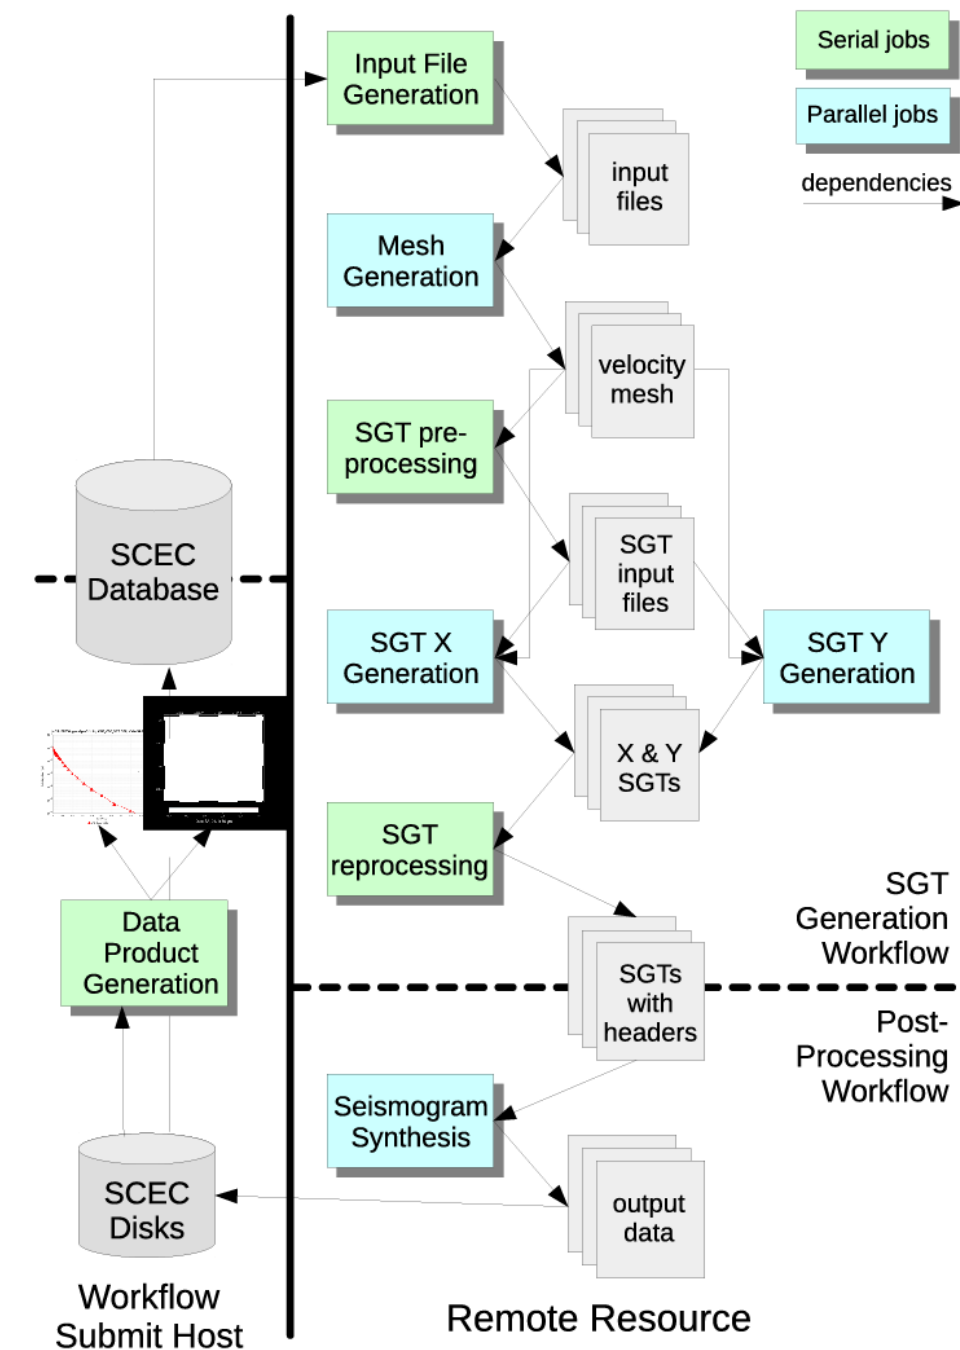 Serial jobs
Parallel jobs
dependencies
Input File
Generation
input
files
Mesh
Generation
velocity
mesh
SGT pre-
processing
SGT
input
files
SCEC
Database
SGT X
Generation
SGT Y
Generation
X & Y
SGTs
SGT
reprocessing
SGT
Generation
Workflow
Data
Product
Generation
SGTs
with
headers
Post-
Processing
Workflow
Seismogram
Synthesis
SCEC
Disks
output
data
Workflow
Submit Host
Remote Resource